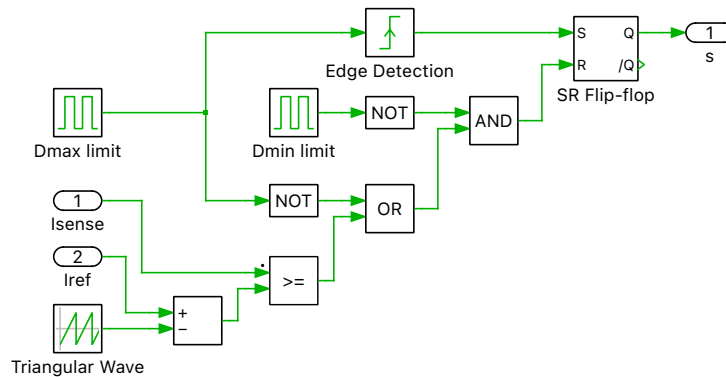 S
Q
1
R
/Q
s
Edge Detection
SR Flip-flop
NOT
AND
Dmax limit
Dmin limit
1
NOT
OR
Isense
2
Iref
>=
+
−
Triangular Wave